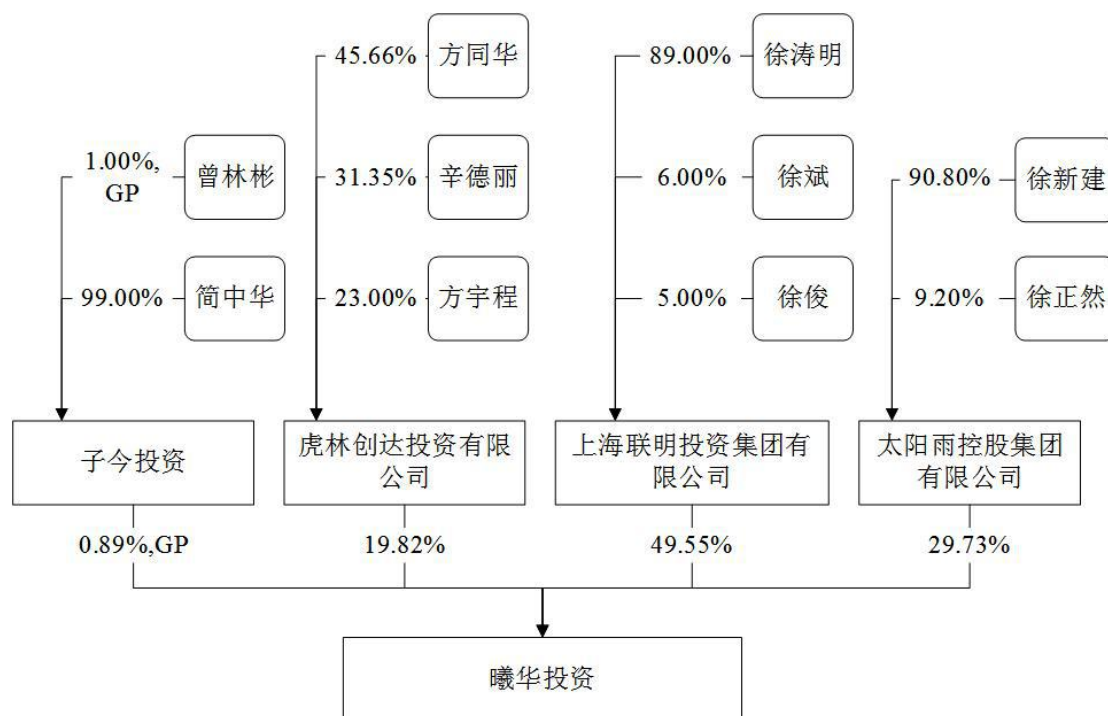 45.66%
方同华
89.00%
徐涛明
1.00%,
GP
曾林彬
31.35%
辛德丽
6.00%
徐斌
90.80%
徐新建
99.00%
简中华
23.00%
方宇程
5.00%
徐俊
9.20%
徐正然
子今投资
虎林创达投资有限
公司
上海联明投资集团有
限公司
太阳雨控股集团
有限公司
0.89%,GP
19.82%
49.55%
29.73%
曦华投资